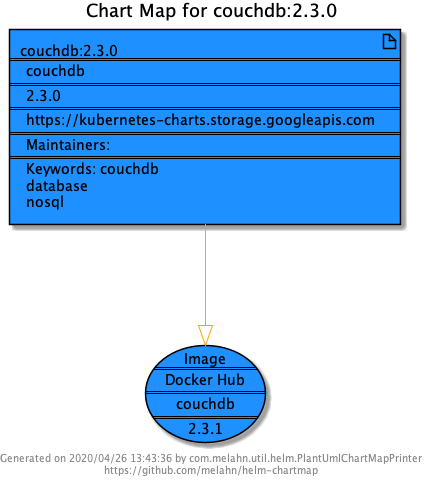 Chart Map for couchdb:2.3.0
couchdb:2.3.0
couchdb
2.3.0
https://kubernetes-charts.storage.googleapis.com
Maintainers:
Keywords: couchdb
database
nosql
Image
Docker Hub
couchdb
2.3.1
Generated on 2020/04/26 13:43:36 by com.melahn.util.helm.PlantUmlChartMapPrinter
https://github.com/melahn/helm-chartmap